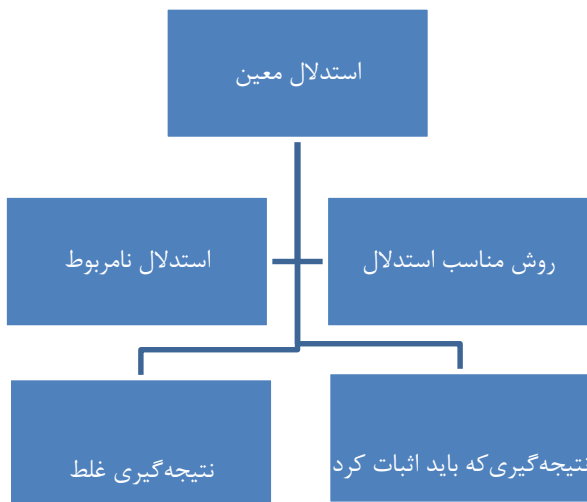 استدلال معین
روش مناسب استدلال
استدلال نامربوط
نتیجه‌گیری که باید اثبات کرد
نتیجه‌گیری غلط